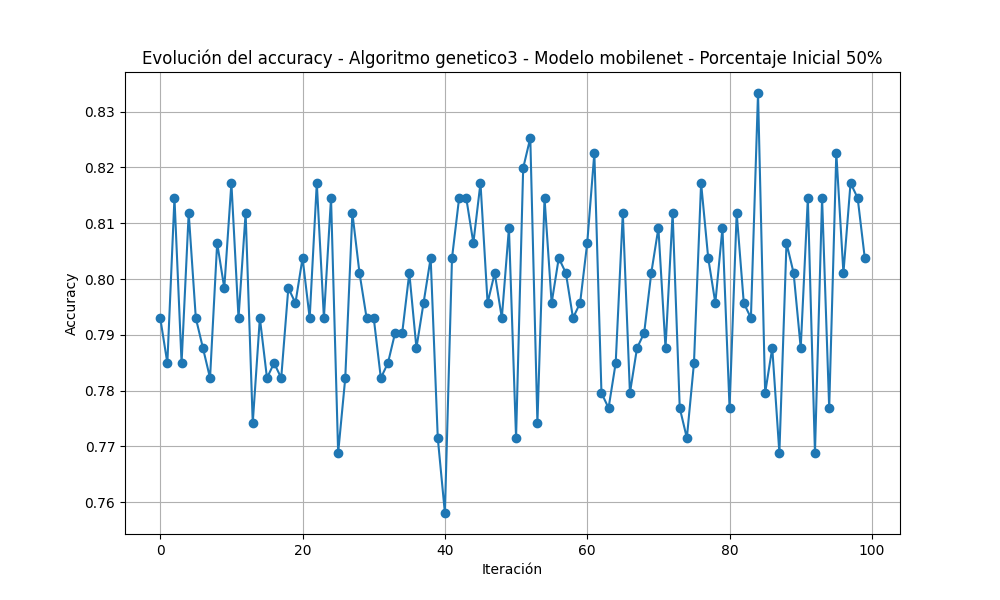 Evolución del accuracy - Algoritmo genetico3 - Modelo mobilenet - Porcentaje Inicial 50%
0.83
0.82
0.81
0.80
0.79
0.78
0.77
0.76
Accuracy
0 20 40 60 80 100
Iteración